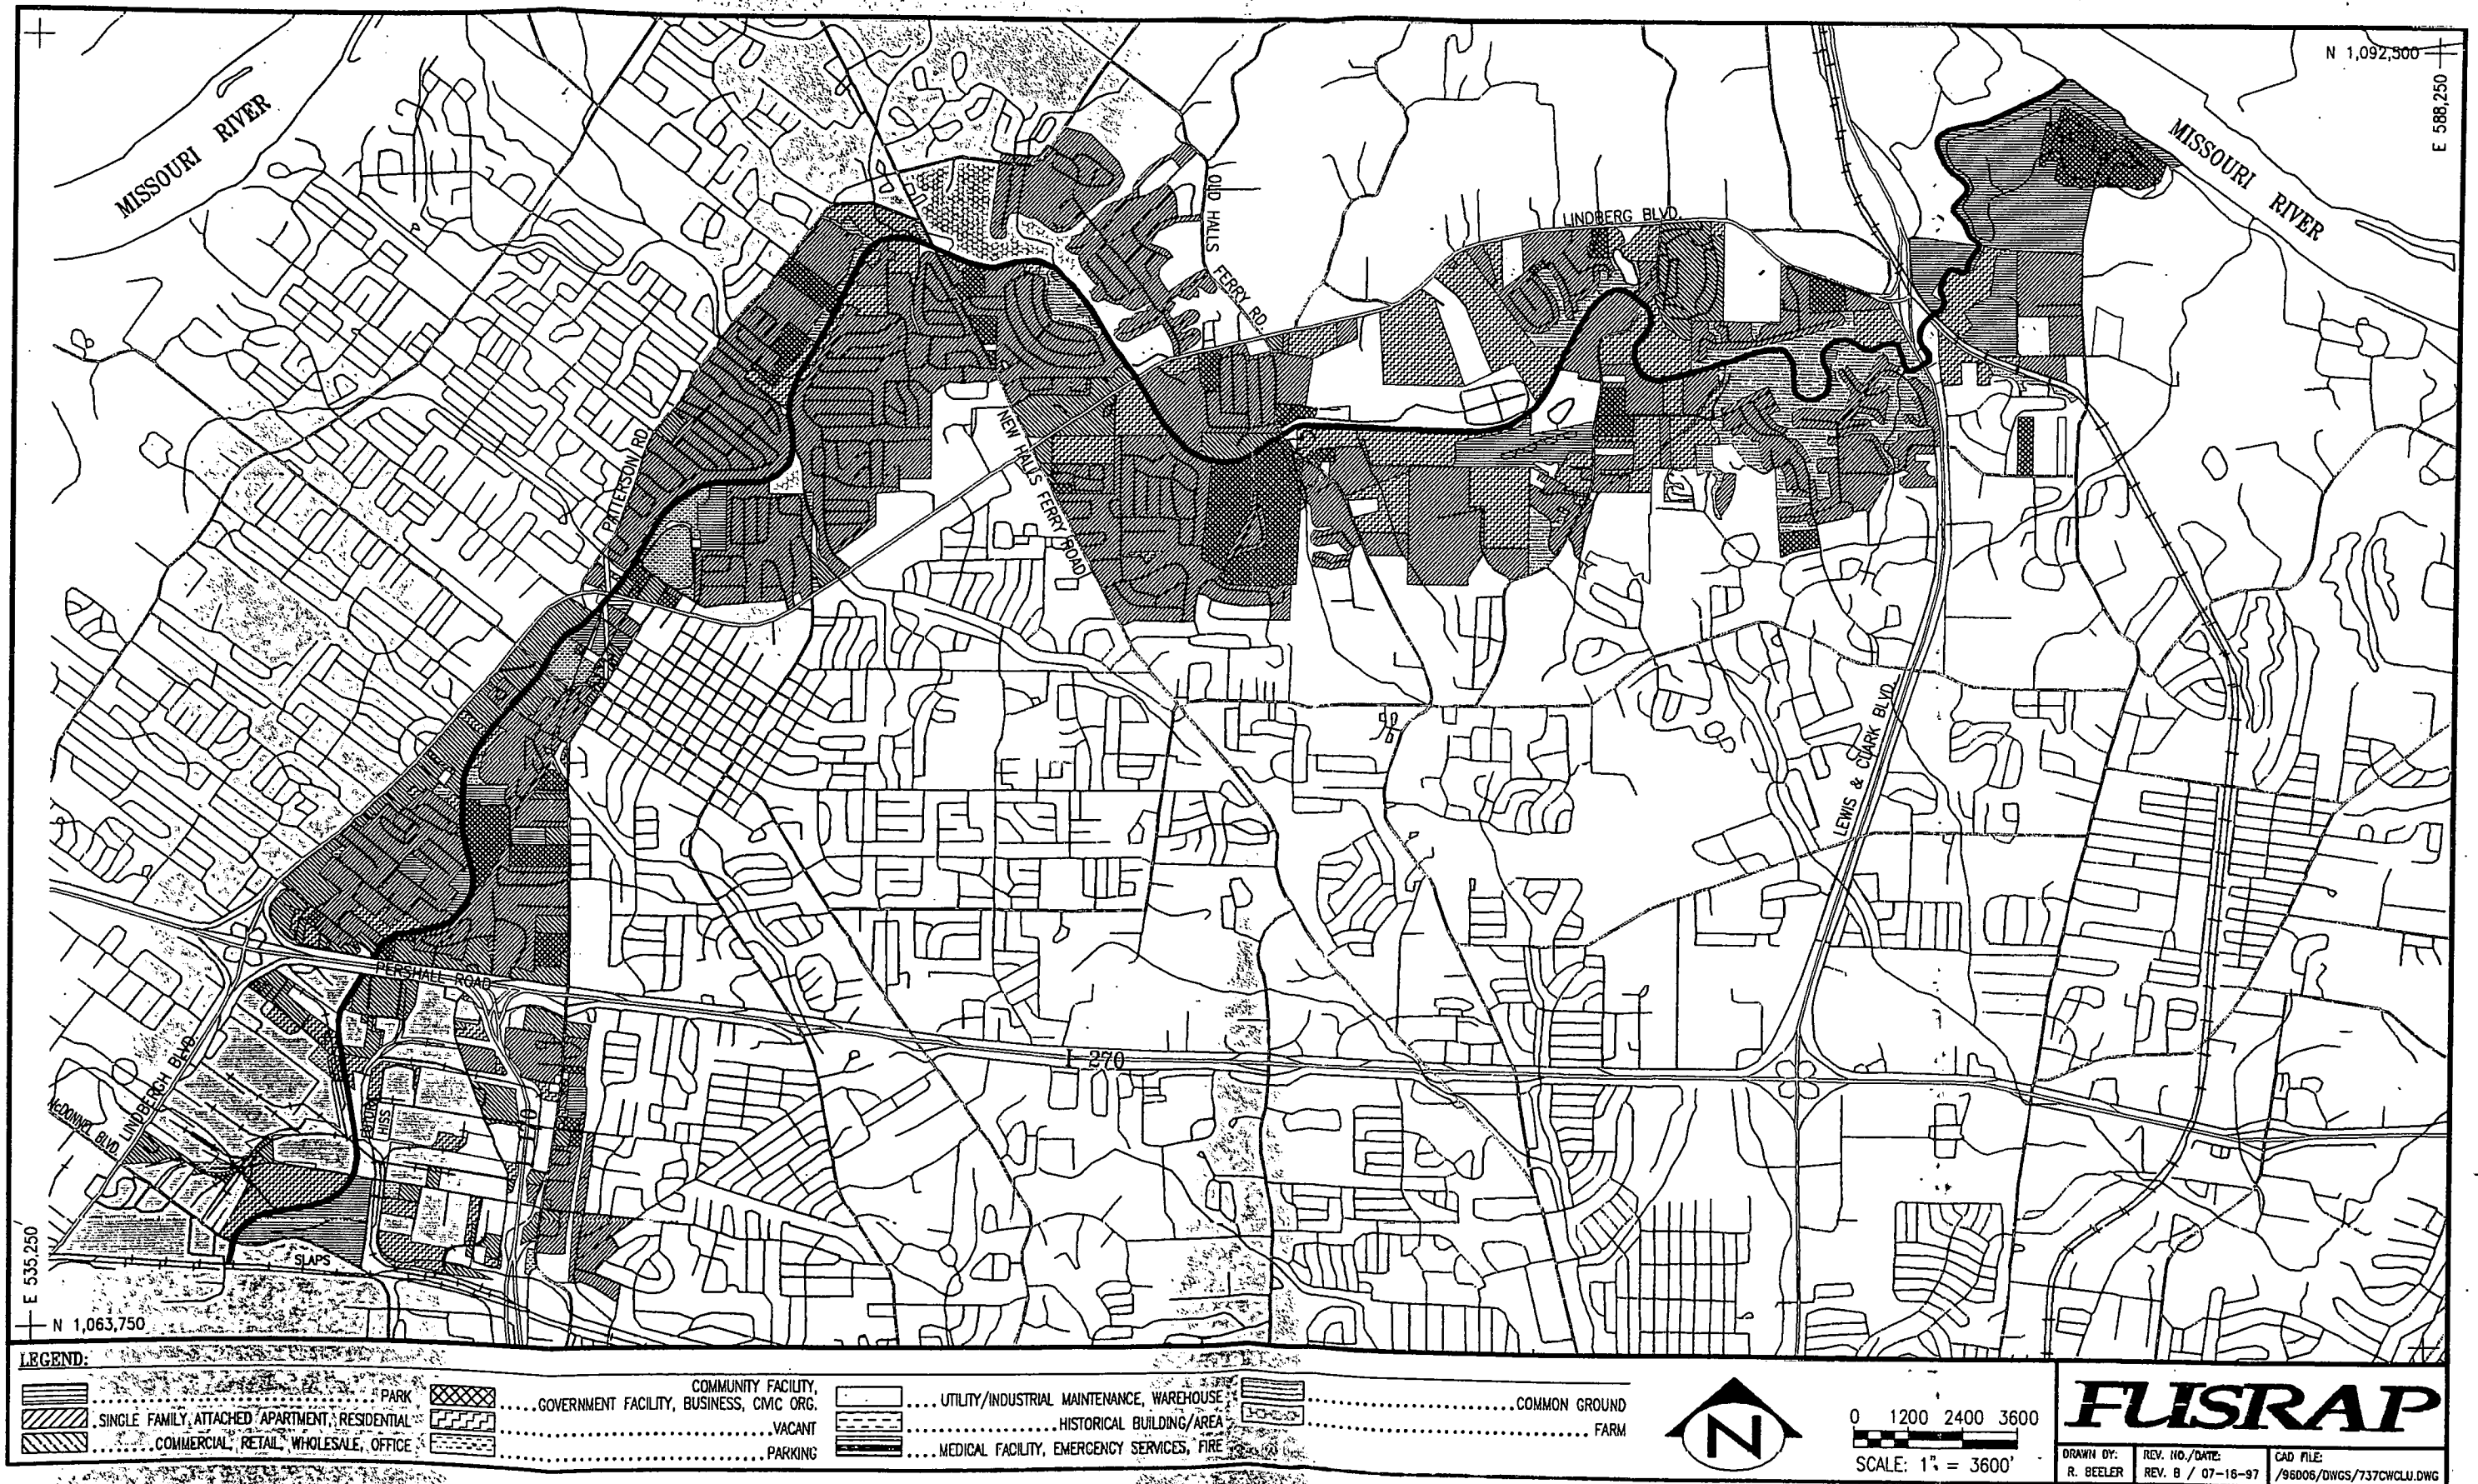 N 1,092,500
E 588,250
MISSOURI RIVER
MISSOURI RIVER
OLD HALLS FERRY RD.
LINDBERG BLVD.
PATTERSON RD
NEW HALLS FERRY ROAD
LEWIS & CLARK BLVD.
PERSHALL ROAD
I-270
LINDBERGH BLVD.
McDONNEL BLVD.
HISS
SLAPS
E 535,250
N 1,063,750
LEGEND:
PARK
SINGLE FAMILY, ATTACHED APARTMENT, RESIDENTIAL
COMMERCIAL, RETAIL, WHOLESALE, OFFICE
COMMUNITY FACILITY,
GOVERNMENT FACILITY, BUSINESS, CIVIC ORG.
VACANT
PARKING
UTILITY/INDUSTRIAL MAINTENANCE, WAREHOUSE
HISTORICAL BUILDING/AREA
MEDICAL FACILITY, EMERGENCY SERVICES, FIRE
COMMON GROUND
FARM
N
0 1200 2400 3600
SCALE: 1" = 3600'
FUSRAP
DRAWN BY:
R. BEELER
REV. NO./DATE:
REV. B / 07-16-97
CAD FILE:
/96006/DWGS/737CWCLU.DWG